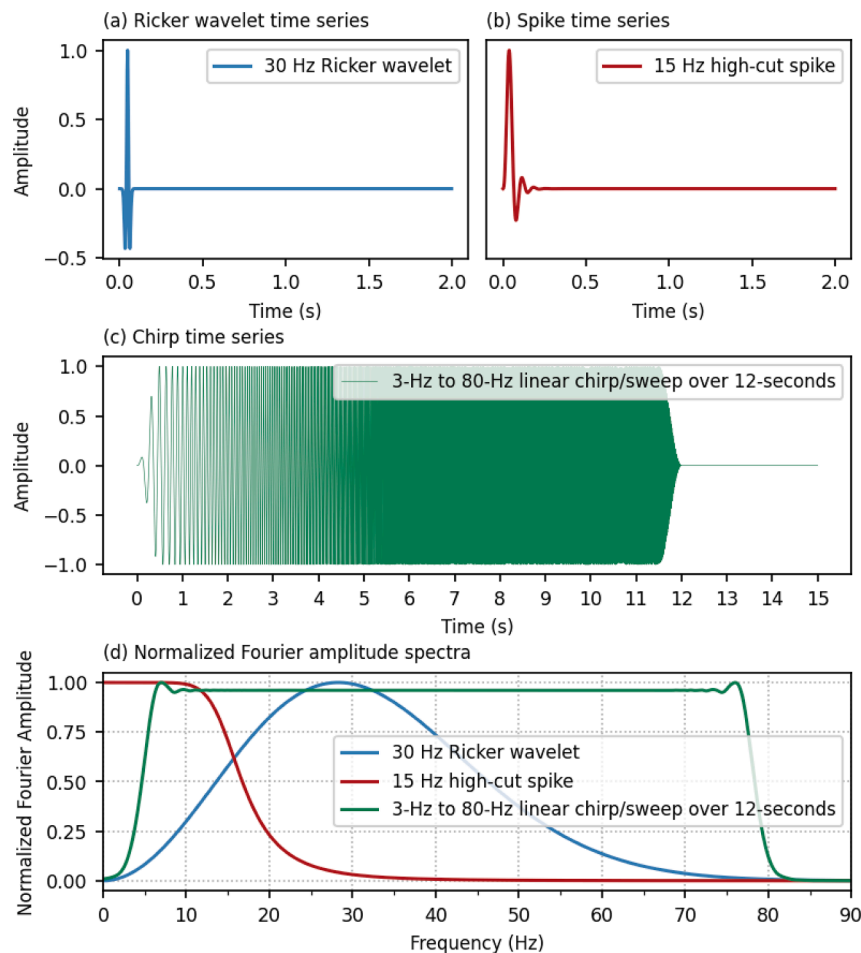 (a) Ricker wavelet time series
(b) Spike time series
1.0
0.5
0.0
−0.5
Amplitude
30 Hz Ricker wavelet
15 Hz high-cut spike
0.0 0.5 1.0 1.5 2.0
0.0 0.5 1.0 1.5 2.0
Time (s)
Time (s)
(c) Chirp time series
1.0
0.5
0.0
−0.5
−1.0
Amplitude
3-Hz to 80-Hz linear chirp/sweep over 12-seconds
0 1 2 3 4 5 6 7 8 9 10 11 12 13 14 15
Time (s)
(d) Normalized Fourier amplitude spectra
1.00
0.75
0.50
0.25
0.00
Normalized Fourier Amplitude
30 Hz Ricker wavelet
15 Hz high-cut spike
3-Hz to 80-Hz linear chirp/sweep over 12-seconds
0 10 20 30 40 50 60 70 80 90
Frequency (Hz)